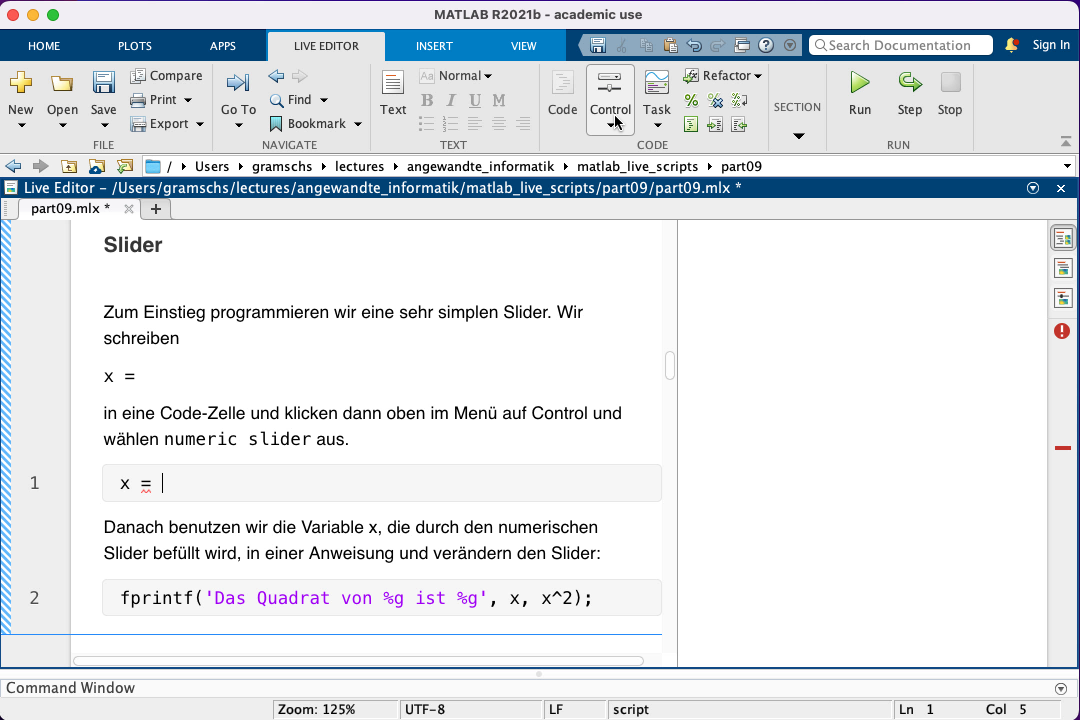 MATLAB R2021b - academic use
HOME PLOTS APPS LIVE EDITOR INSERT VIEW Search Documentation Sign In
New Open Save Compare Print Export
Go To Find Bookmark
Text Aa Normal B I U M
Code Control Task Refactor
SECTION
Run Step Stop
FILE NAVIGATE TEXT CODE RUN
/ Users gramschs lectures angewandte_informatik matlab_live_scripts part09
Live Editor - /Users/gramschs/lectures/angewandte_informatik/matlab_live_scripts/part09/part09.mlx *
part09.mlx *
Slider
Zum Einstieg programmieren wir eine sehr simplen Slider. Wir
schreiben
x =
in eine Code-Zelle und klicken dann oben im Menü auf Control und
wählen numeric slider aus.
1 x =
Danach benutzen wir die Variable x, die durch den numerischen
Slider befüllt wird, in einer Anweisung und verändern den Slider:
2 fprintf('Das Quadrat von %g ist %g', x, x^2);
Command Window
Zoom: 125% UTF-8 LF script Ln 1 Col 5